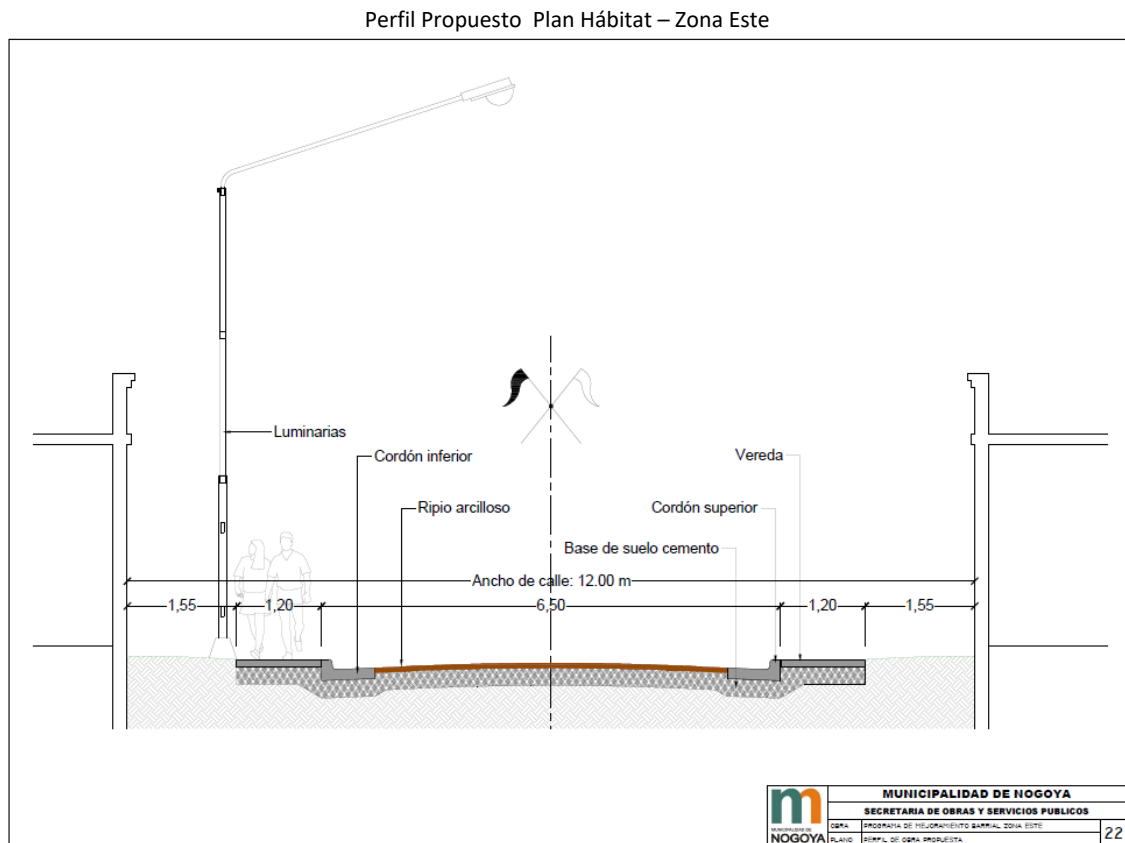 Perfil Propuesto Plan Hábitat – Zona Este
Luminarias
Cordón inferior
Vereda
Ripio arcilloso
Cordón superior
Base de suelo cemento
Ancho de calle: 12.00 m
1,55
1,20
6,50
1,20
1,55
MUNICIPALIDAD DE NOGOYA
MUNICIPALIDAD DE
NOGOYA
SECRETARIA DE OBRAS Y SERVICIOS PUBLICOS
OBRA PROGRAMA DE MEJORAMIENTO BARRIAL ZONA ESTE
PLANO PERFIL DE OBRA PROPUESTA
22